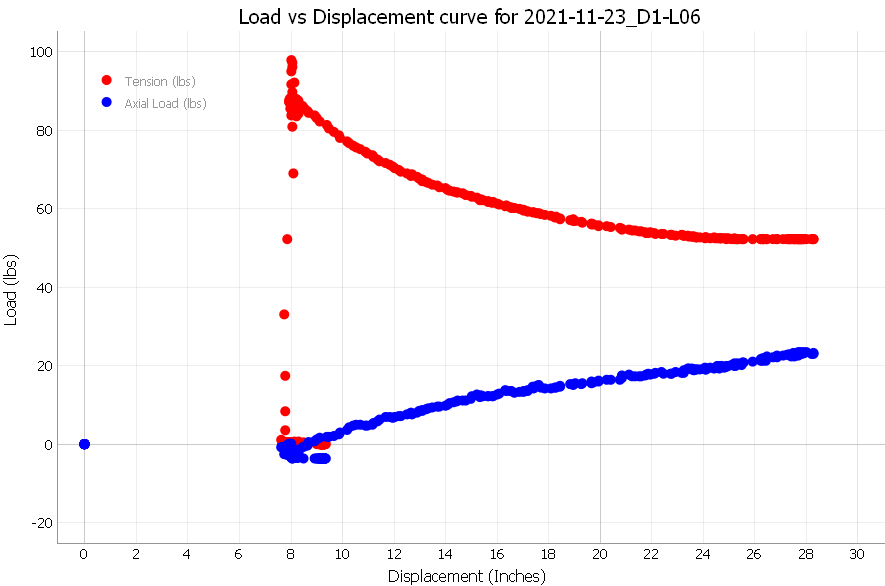 Load vs Displacement curve for 2021-11-23_D1-L06
Tension (lbs)
Axial Load (lbs)
Load (lbs)
100
80
60
40
20
0
-20
0 2 4 6 8 10 12 14 16 18 20 22 24 26 28 30
Displacement (Inches)